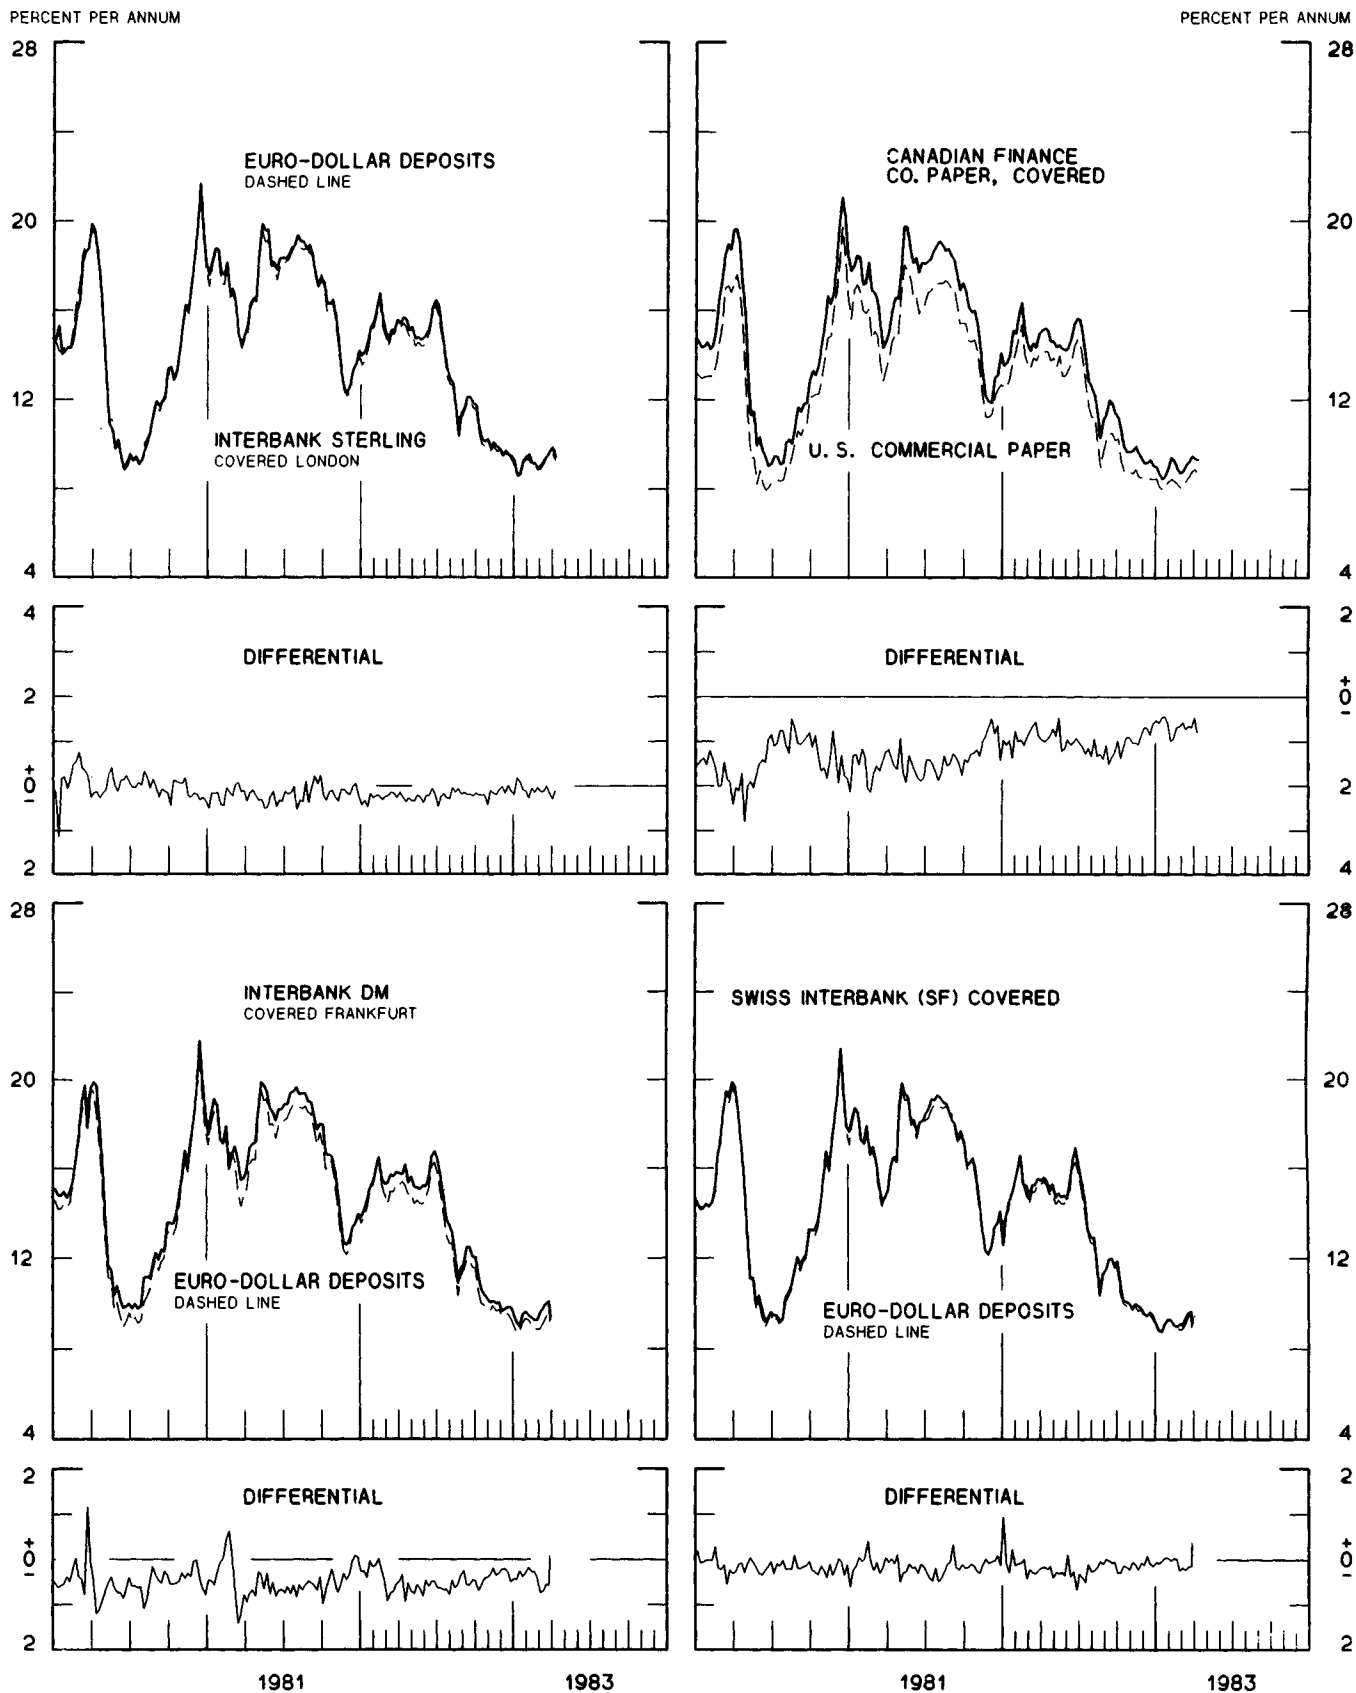 PERCENT PER ANNUM
PERCENT PER ANNUM
28
20
12
4
EURO-DOLLAR DEPOSITS
DASHED LINE
INTERBANK STERLING
COVERED LONDON
CANADIAN FINANCE
CO. PAPER, COVERED
U. S. COMMERCIAL PAPER
28
20
12
4
4
2
+
0
–
2
DIFFERENTIAL
DIFFERENTIAL
2
+
0
–
2
4
28
20
12
4
INTERBANK DM
COVERED FRANKFURT
EURO-DOLLAR DEPOSITS
DASHED LINE
SWISS INTERBANK (SF) COVERED
EURO-DOLLAR DEPOSITS
DASHED LINE
28
20
12
4
2
+
0
–
2
DIFFERENTIAL
DIFFERENTIAL
2
+
0
–
2
1981
1983
1981
1983